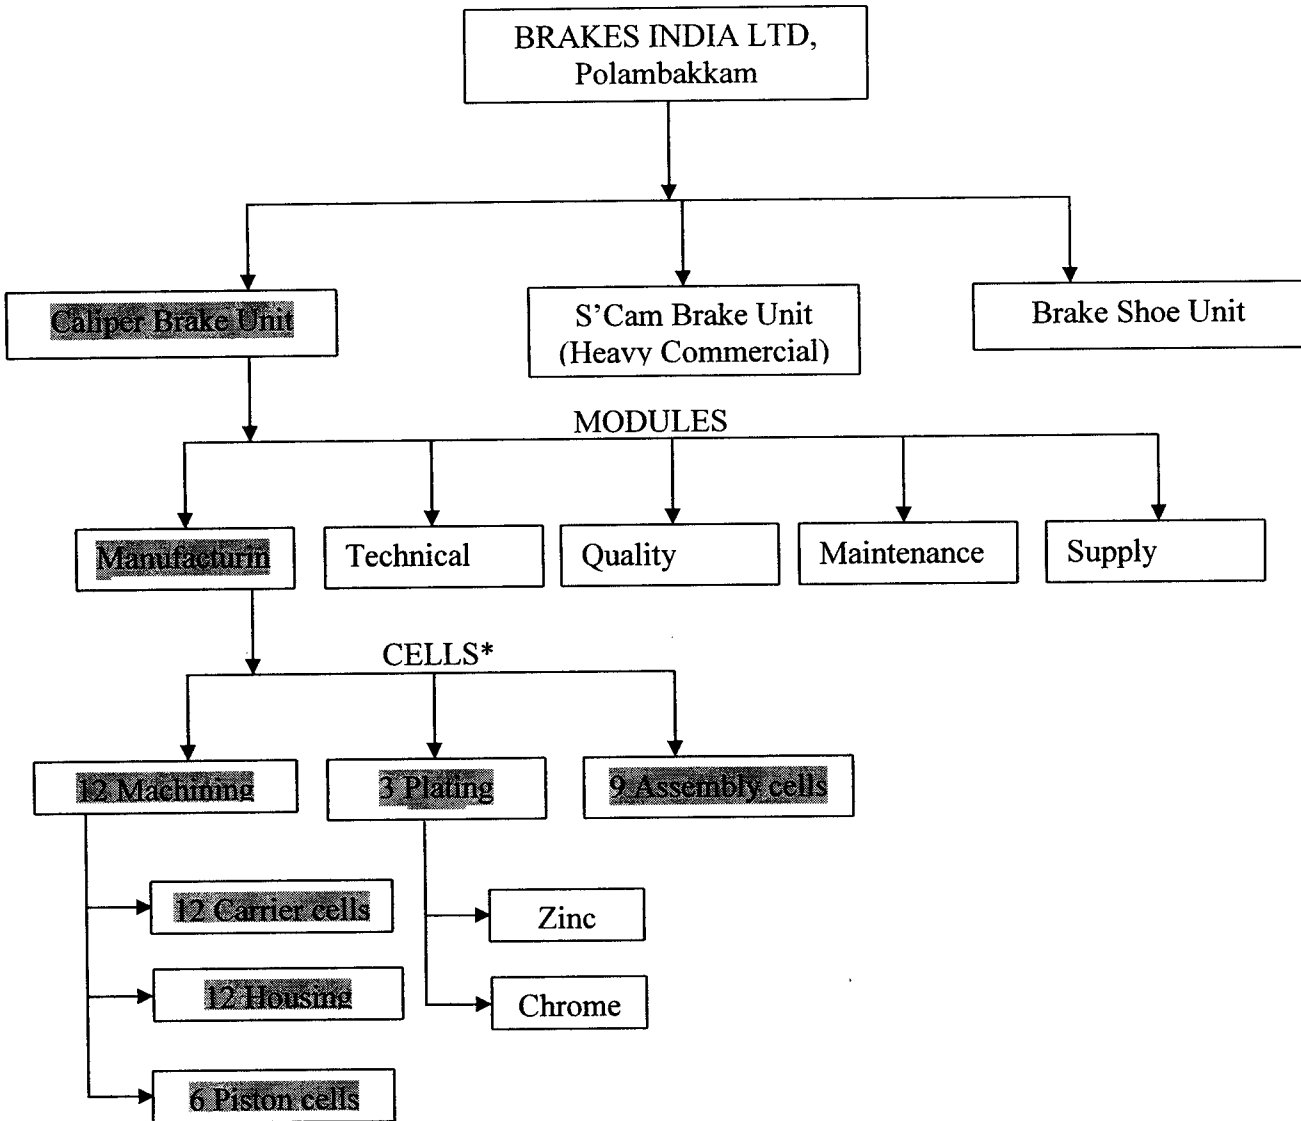 BRAKES INDIA LTD,
Polambakkam
Caliper Brake Unit
S'Cam Brake Unit
(Heavy Commercial)
Brake Shoe Unit
MODULES
Manufacturin
Technical
Quality
Maintenance
Supply
CELLS*
12 Machining
3 Plating
9 Assembly cells
12 Carrier cells
Zinc
12 Housing
Chrome
6 Piston cells